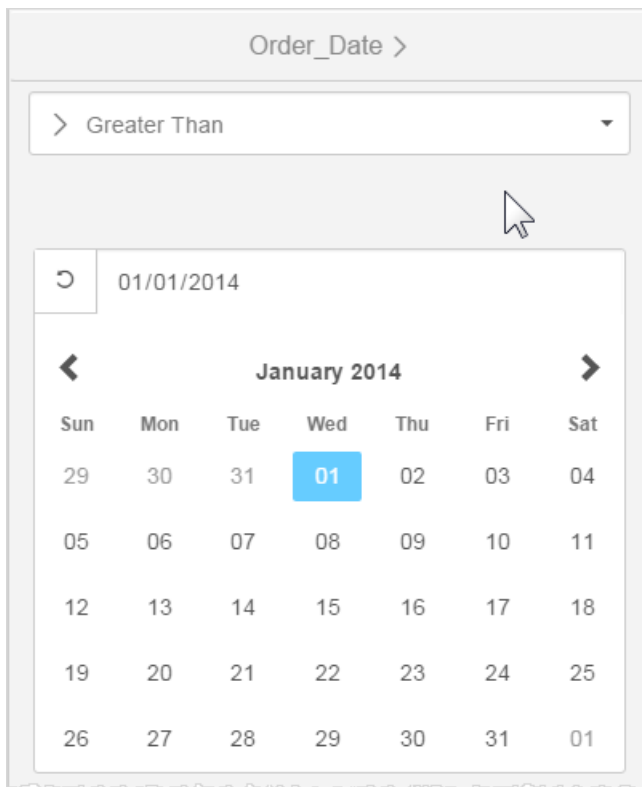 Order_Date >
> Greater Than
01/01/2014
January 2014
Sun Mon Tue Wed Thu Fri Sat
29 30 31 01 02 03 04
05 06 07 08 09 10 11
12 13 14 15 16 17 18
19 20 21 22 23 24 25
26 27 28 29 30 31 01